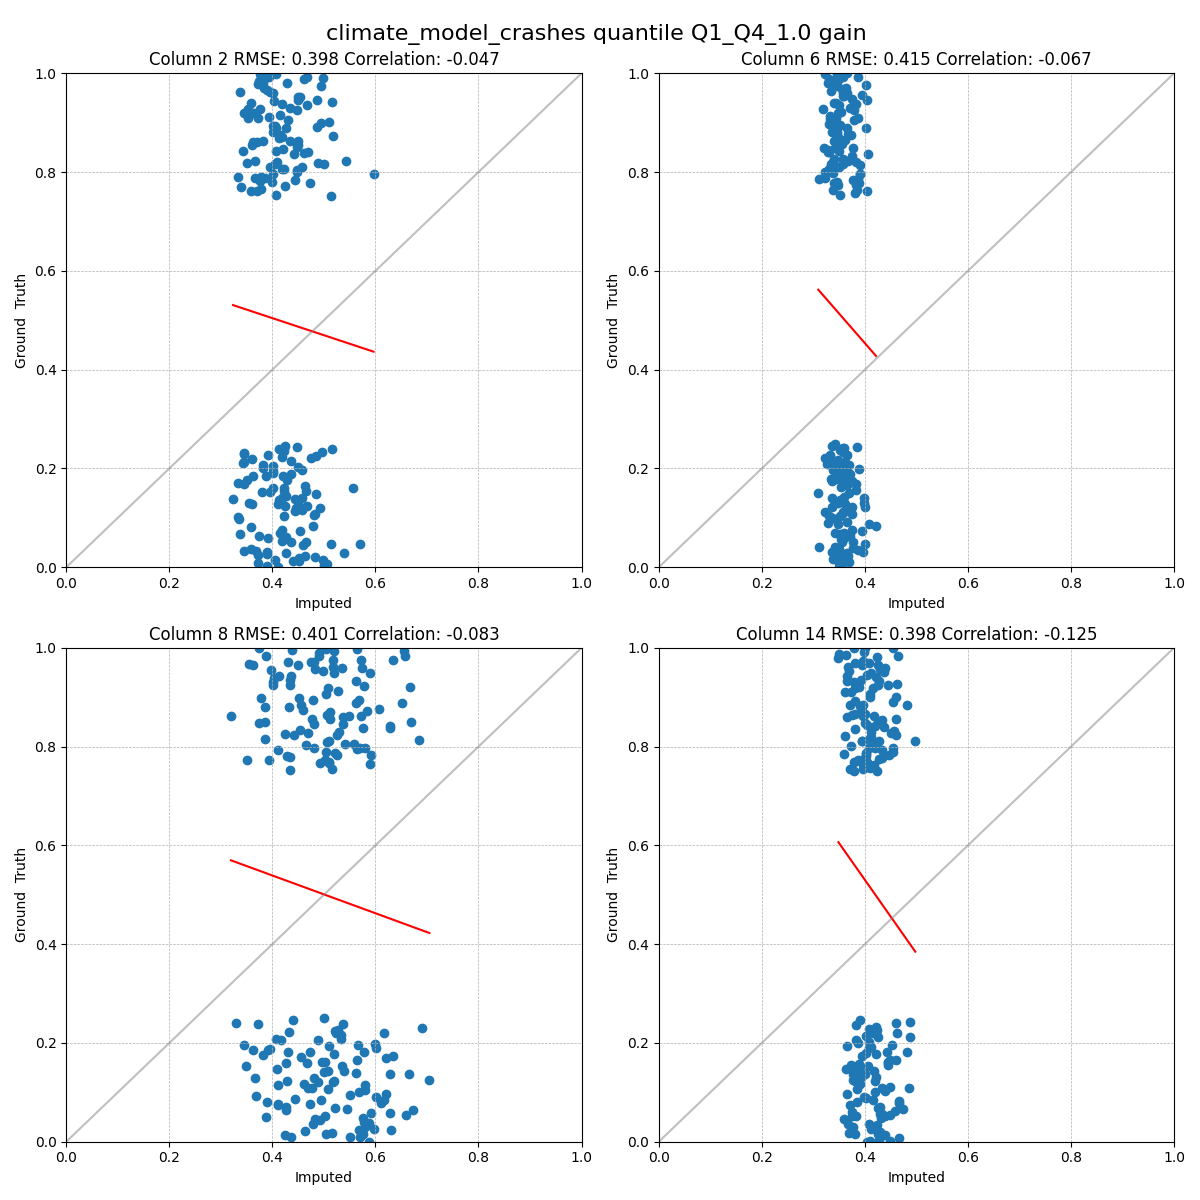 climate_model_crashes quantile Q1_Q4_1.0 gain
Column 2 RMSE: 0.398 Correlation: -0.047
1.0
0.8
0.6
0.4
0.2
0.0
Ground Truth
0.0 0.2 0.4 0.6 0.8 1.0
Imputed
Column 6 RMSE: 0.415 Correlation: -0.067
1.0
0.8
0.6
0.4
0.2
0.0
Ground Truth
0.0 0.2 0.4 0.6 0.8 1.0
Imputed
Column 8 RMSE: 0.401 Correlation: -0.083
1.0
0.8
0.6
0.4
0.2
0.0
Ground Truth
0.0 0.2 0.4 0.6 0.8 1.0
Imputed
Column 14 RMSE: 0.398 Correlation: -0.125
1.0
0.8
0.6
0.4
0.2
0.0
Ground Truth
0.0 0.2 0.4 0.6 0.8 1.0
Imputed